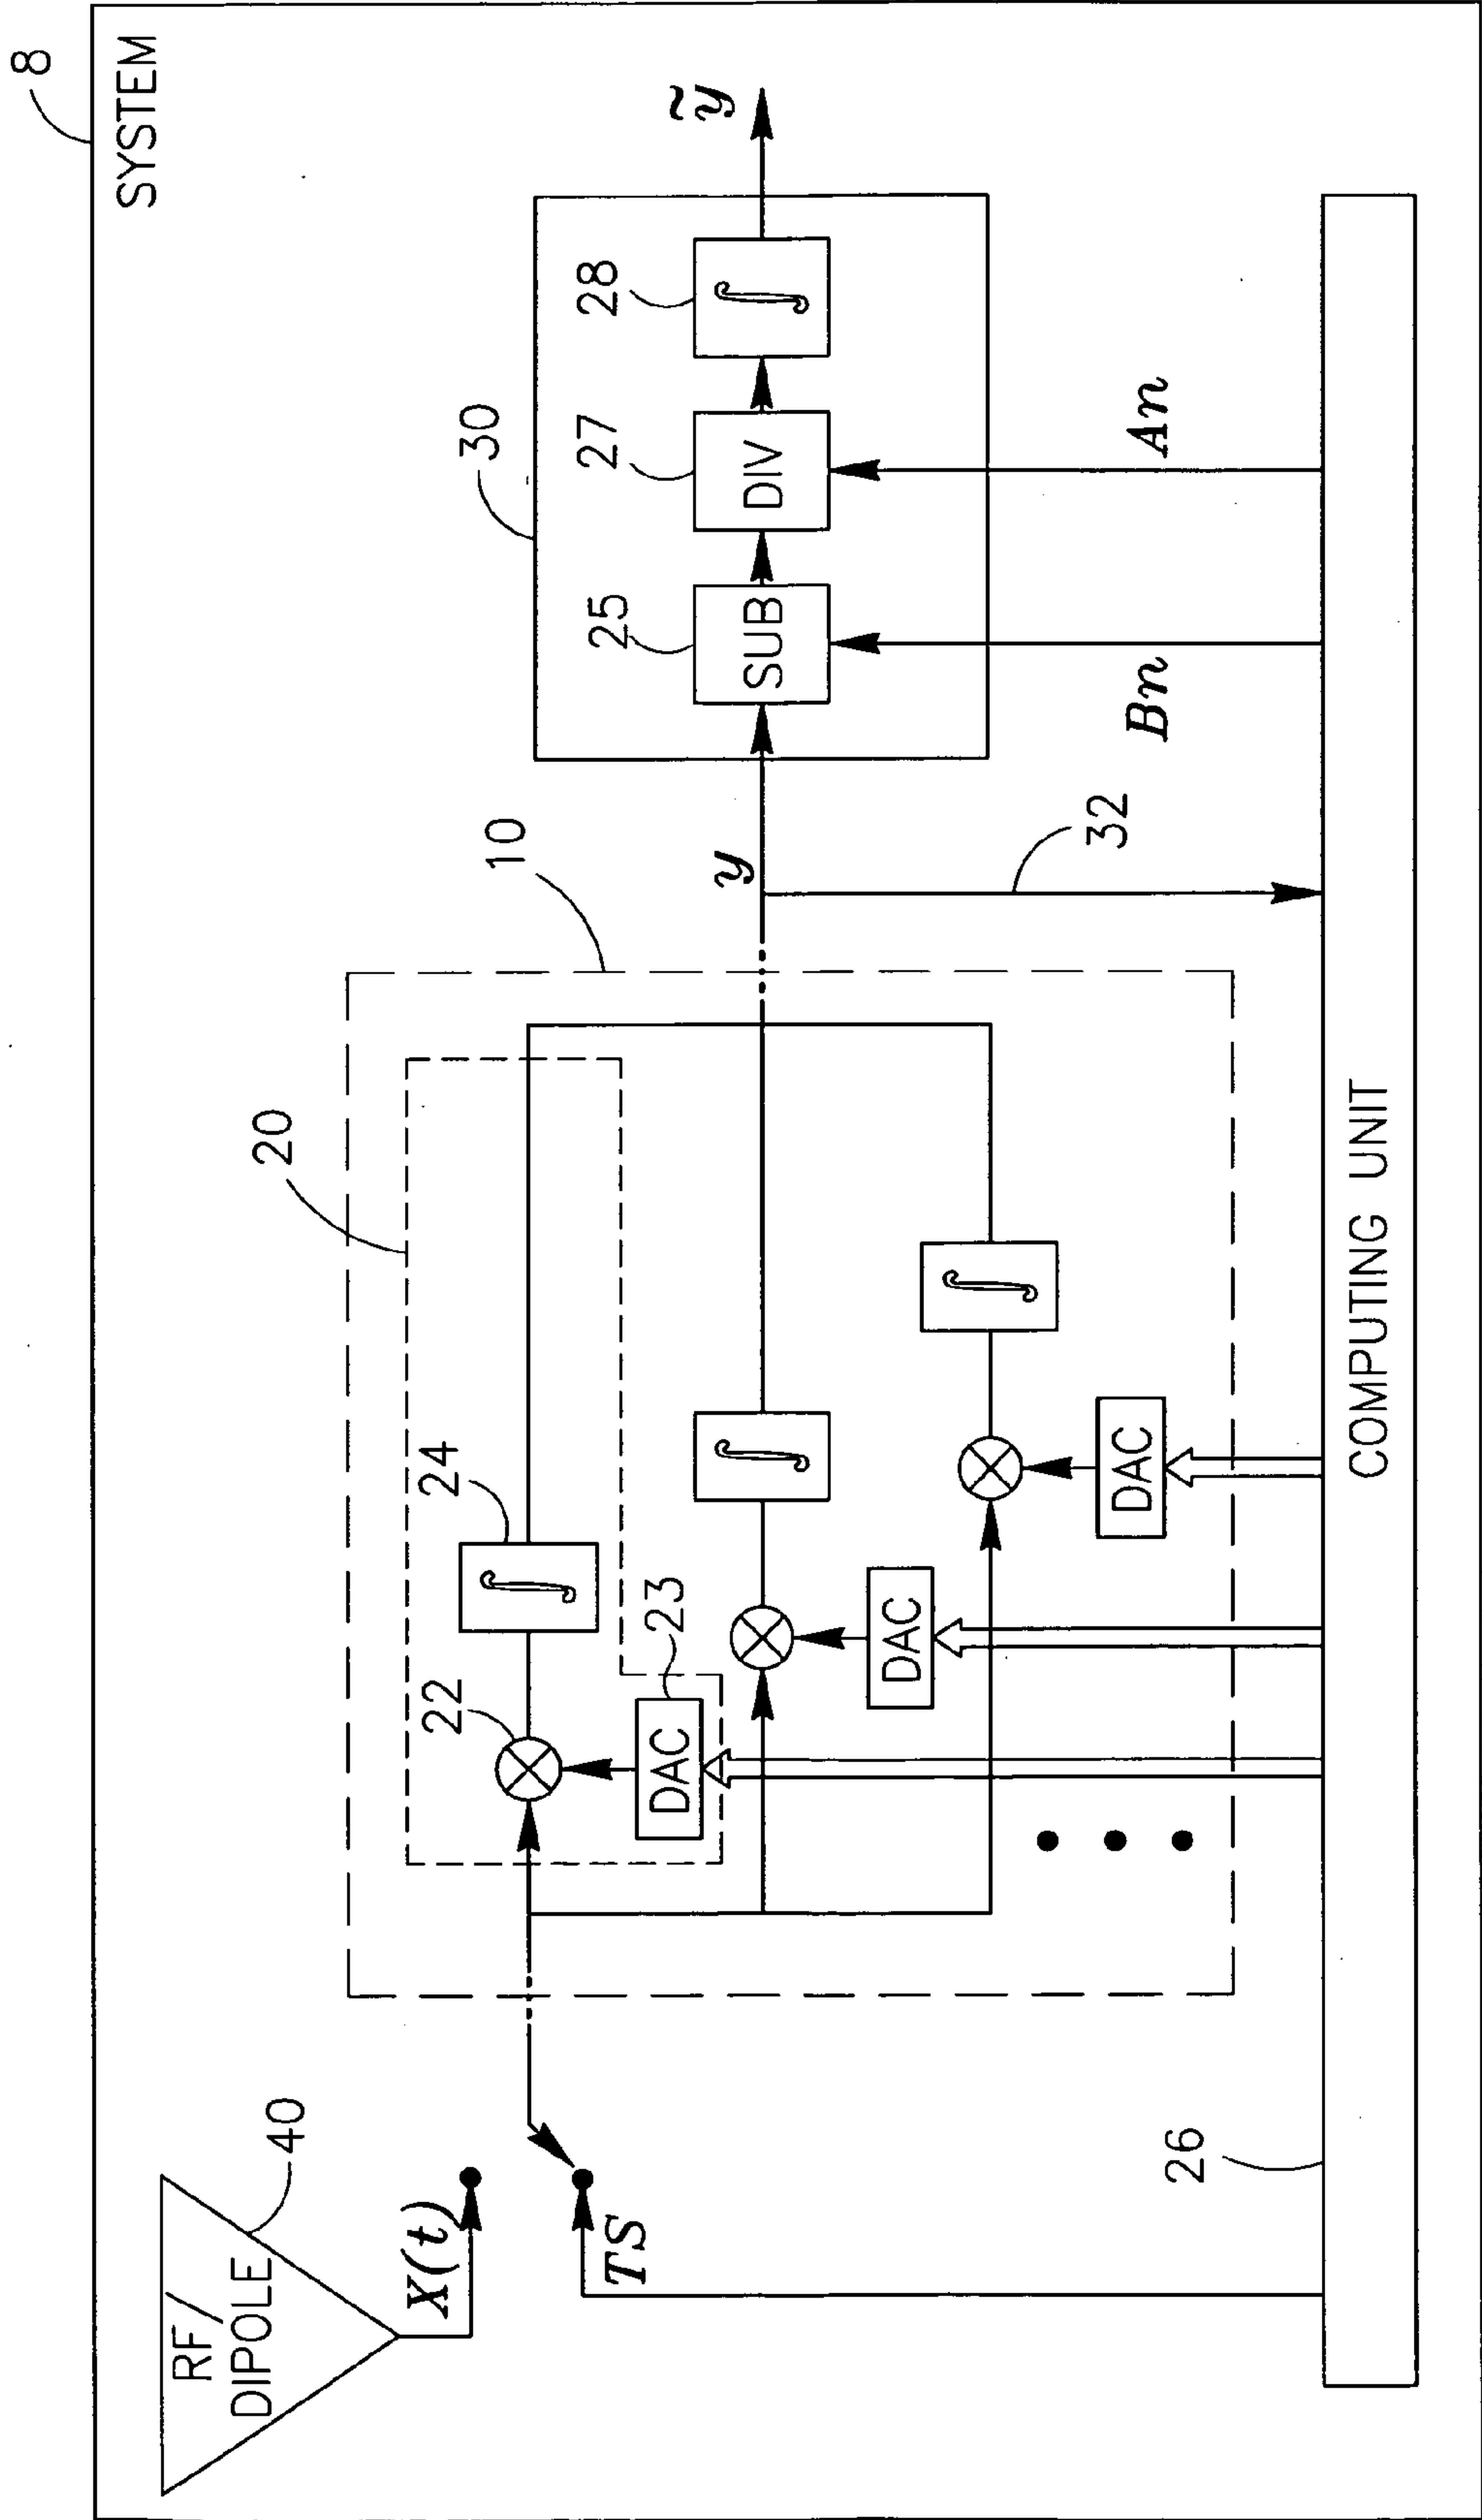 8
SYSTEM
RF/
DIPOLE
40
X(t)
TS
10
20
22
24
23
DAC
∫
DAC
∫
DAC
∫
y
32
30
25
SUB
27
DIV
28
∫
ỹ
Bn
An
26
COMPUTING UNIT